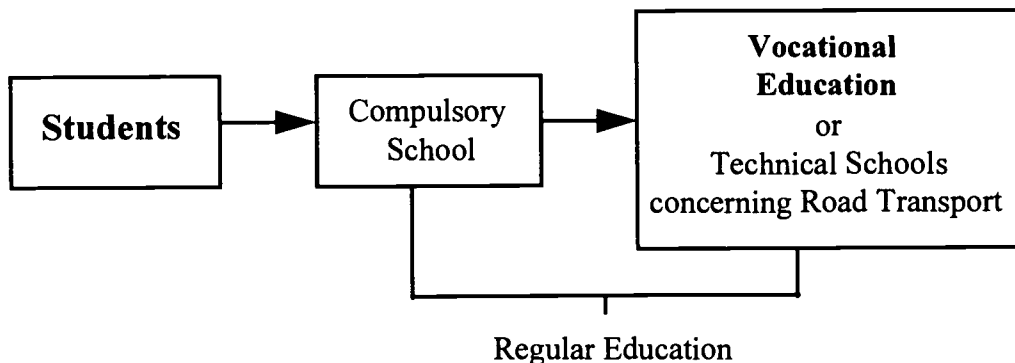 Students
Compulsory
School
Vocational
Education
or
Technical Schools
concerning Road Transport
Regular Education